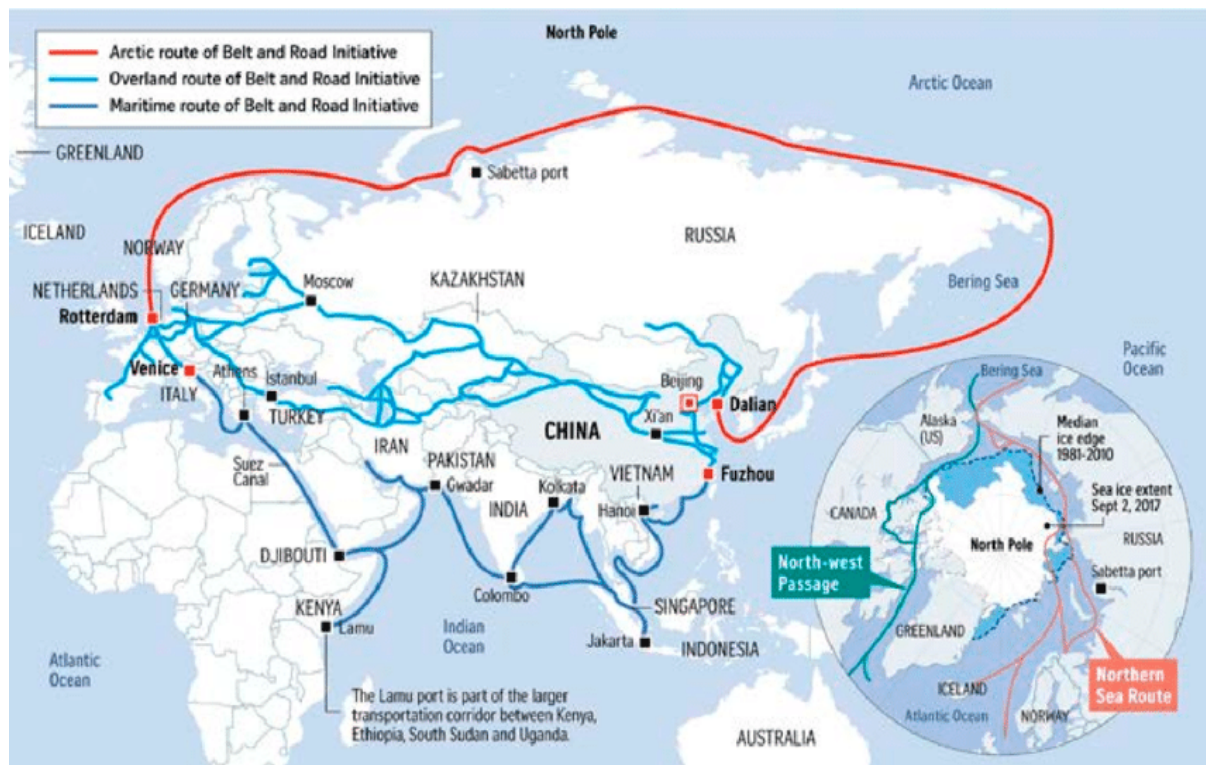 North Pole
Arctic route of Belt and Road Initiative
Overland route of Belt and Road Initiative
Maritime route of Belt and Road Initiative
Arctic Ocean
GREENLAND
Sabetta port
ICELAND
NORWAY
RUSSIA
KAZAKHSTAN
Moscow
Bering Sea
NETHERLANDS
GERMANY
Rotterdam
Pacific
Ocean
Venice
Athens
Istanbul
Beijing
ITALY
TURKEY
Dalian
Xi'an
CHINA
IRAN
PAKISTAN
VIETNAM
Fuzhou
Suez
Canal
Gwadar
Kolkata
INDIA
Hanoi
DJIBOUTI
Colombo
SINGAPORE
KENYA
Lamu
Indian
Ocean
Jakarta
INDONESIA
Atlantic
Ocean
The Lamu port is part of the larger
transportation corridor between Kenya,
Ethiopia, South Sudan and Uganda.
AUSTRALIA
Bering Sea
Alaska
(US)
Median
ice edge
1981-2010
Sea ice extent
Sept 2, 2017
CANADA
North Pole
RUSSIA
North-west
Passage
Sabetta port
GREENLAND
Northern
Sea Route
ICELAND
Atlantic Ocean
NORWAY